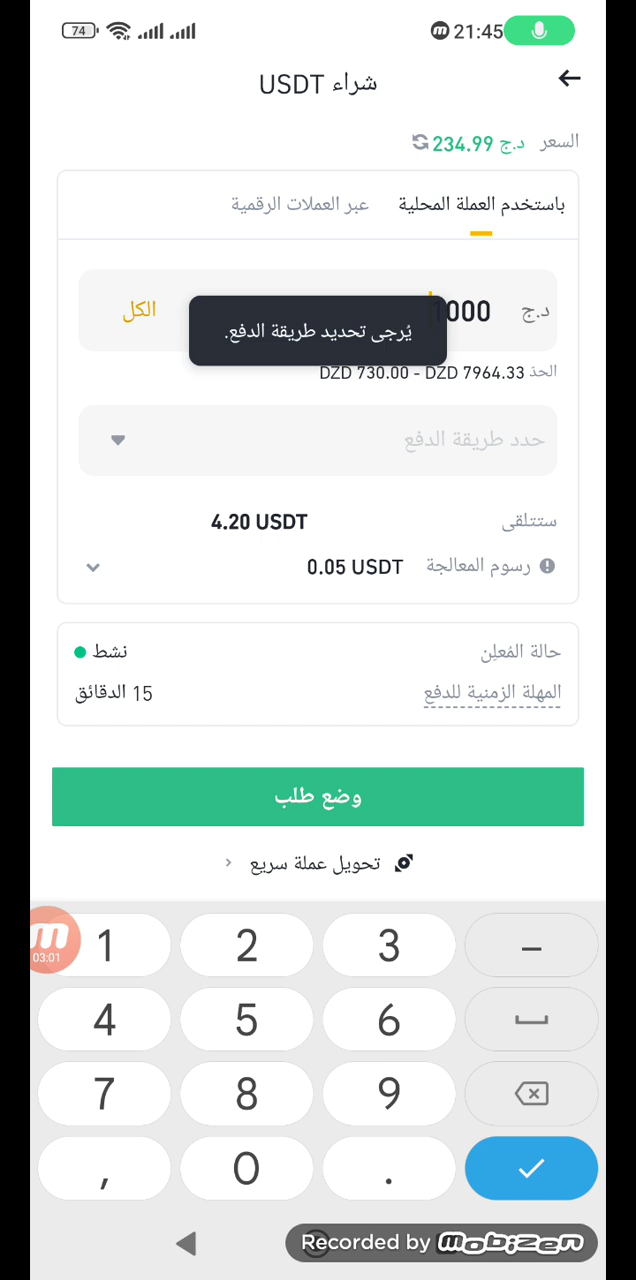 74
21:45
شراء USDT
السعر د.ج 234.99
باستخدم العملة المحلية
عبر العملات الرقمية
د.ج 1000 الكل
يُرجى تحديد طريقة الدفع.
الحدّ DZD 730.00 - DZD 7964.33
حدد طريقة الدفع
ستتلقى 4.20 USDT
رسوم المعالجة 0.05 USDT
حالة المُعلِن نشط
المهلة الزمنية للدفع 15 الدقائق
وضع طلب
تحويل عملة سريع
m
03:01
1 2 3 –
4 5 6
7 8 9
, 0 .
Recorded by mobizen